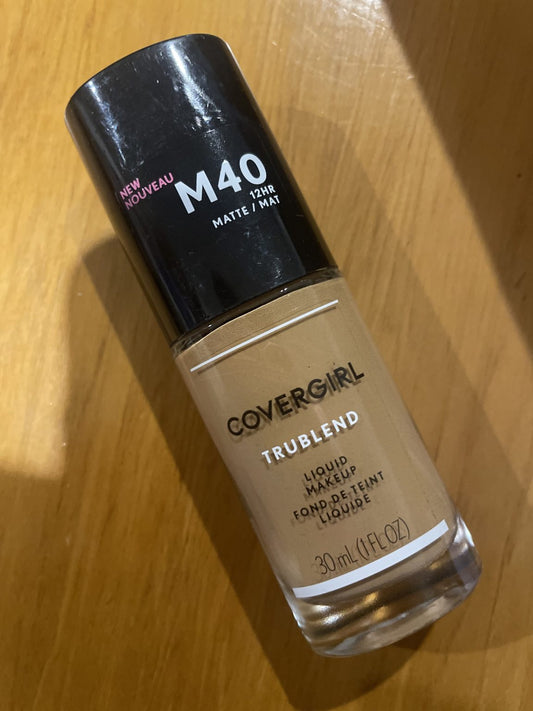 NEW
NOUVEAU
M40
12HR
MATTE / MAT
COVERGIRL
TRUBLEND
LIQUID
MAKEUP
FOND DE TEINT
LIQUIDE
30 mL (1 FL OZ)